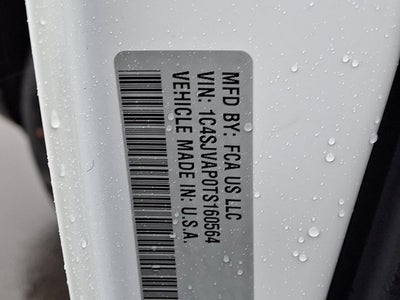 MFD BY: FCA US LLC
VIN: 1C4SJVAP0TS160564
VEHICLE MADE IN: U.S.A.